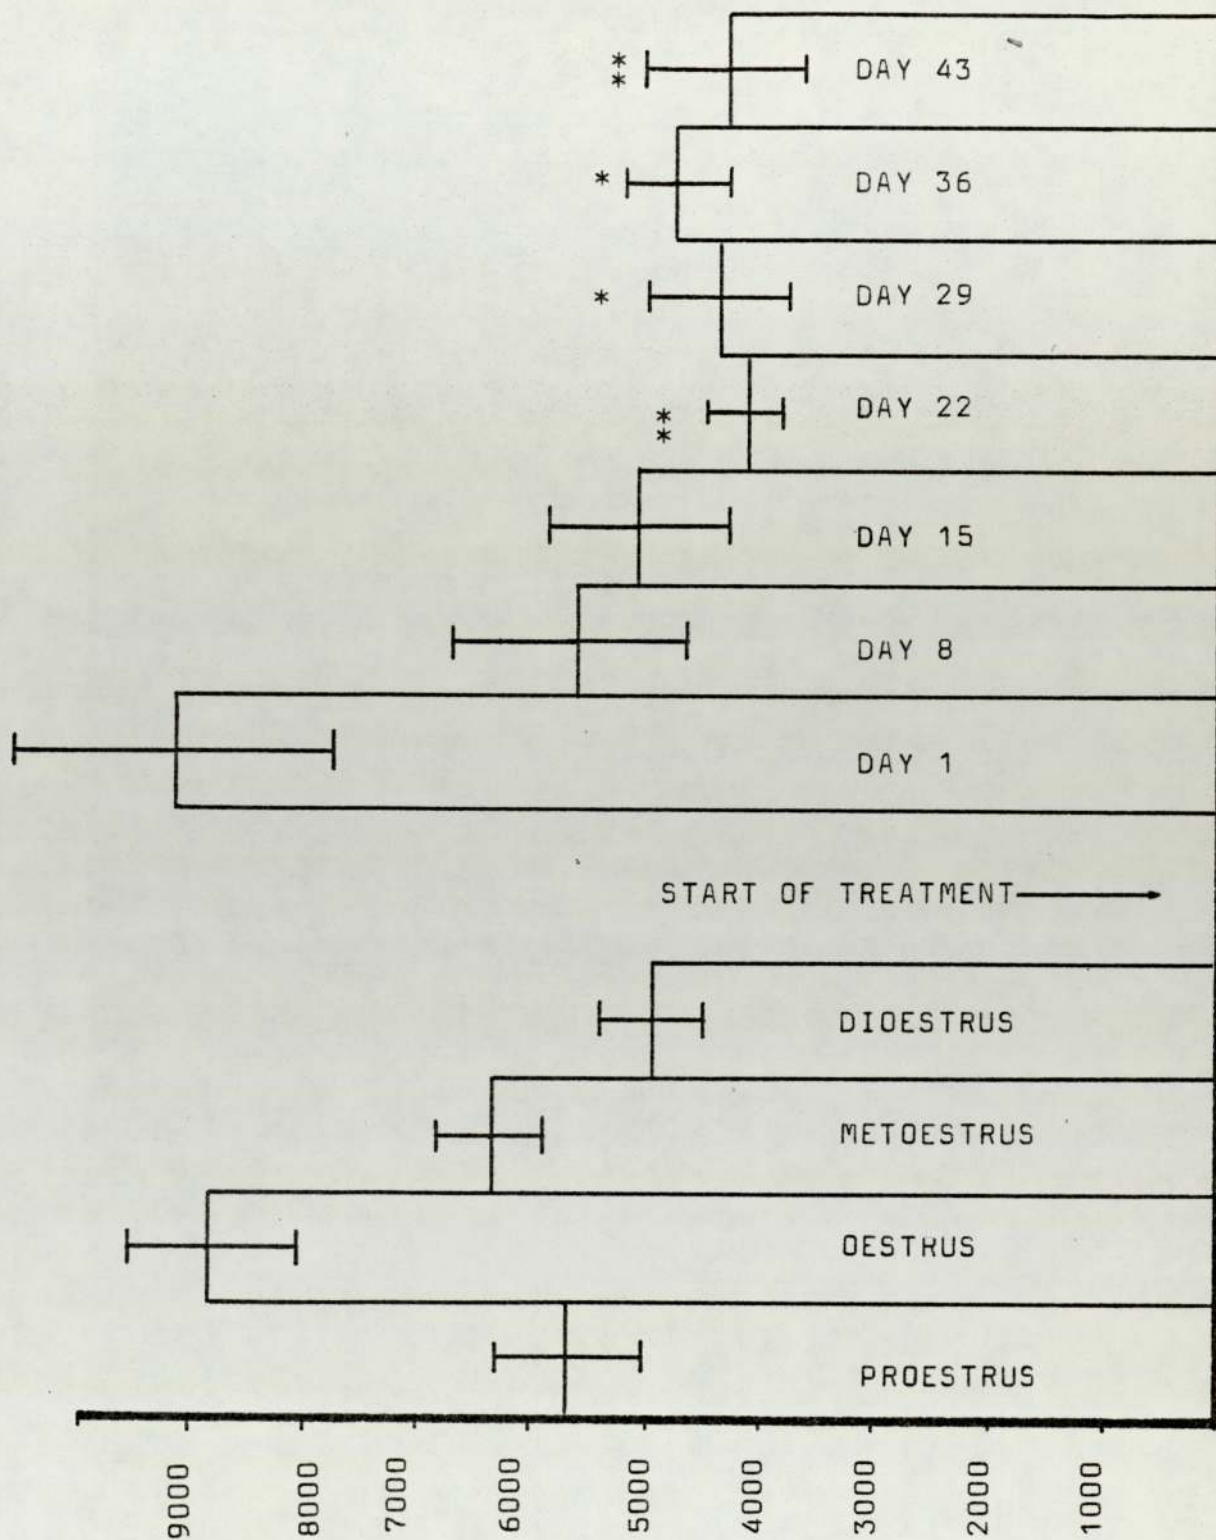 **
DAY 43
*
DAY 36
*
DAY 29
**
DAY 22
DAY 15
DAY 8
DAY 1
START OF TREATMENT
DIOESTRUS
METOESTRUS
OESTRUS
PROESTRUS
9000
8000
7000
6000
5000
4000
3000
2000
1000